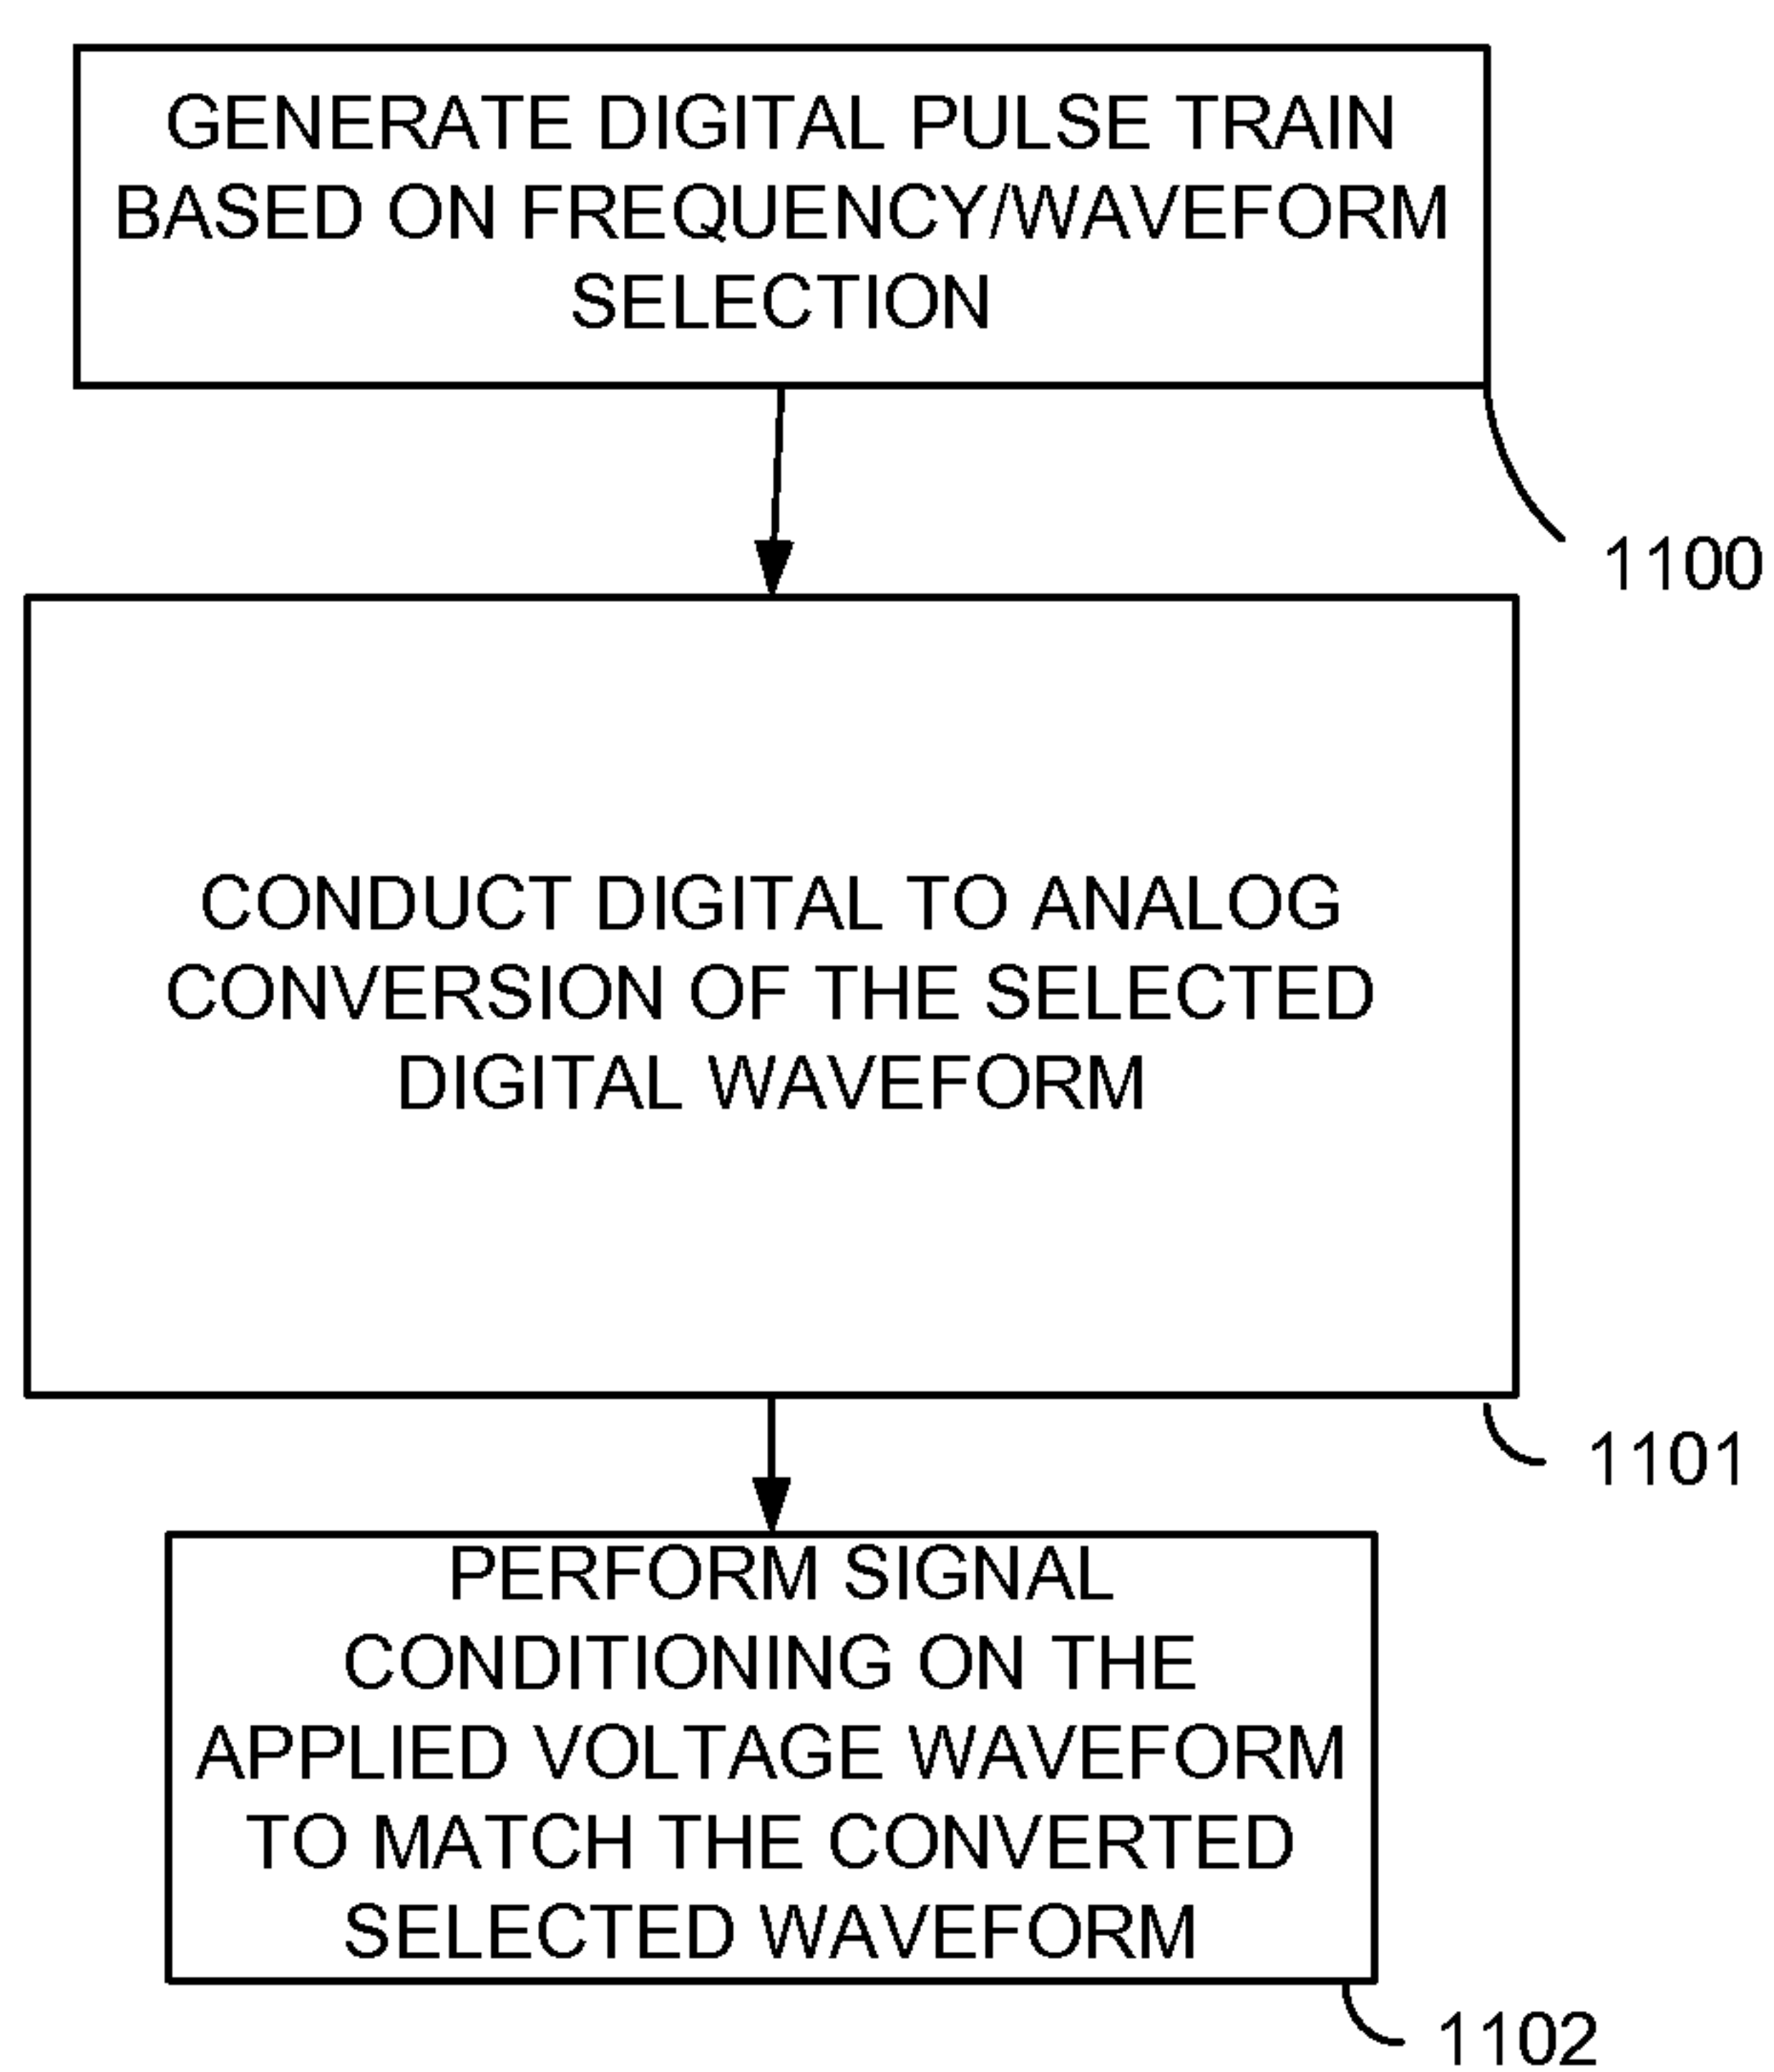 GENERATE DIGITAL PULSE TRAIN
BASED ON FREQUENCY/WAVEFORM
SELECTION
1100
CONDUCT DIGITAL TO ANALOG
CONVERSION OF THE SELECTED
DIGITAL WAVEFORM
1101
PERFORM SIGNAL
CONDITIONING ON THE
APPLIED VOLTAGE WAVEFORM
TO MATCH THE CONVERTED
SELECTED WAVEFORM
1102